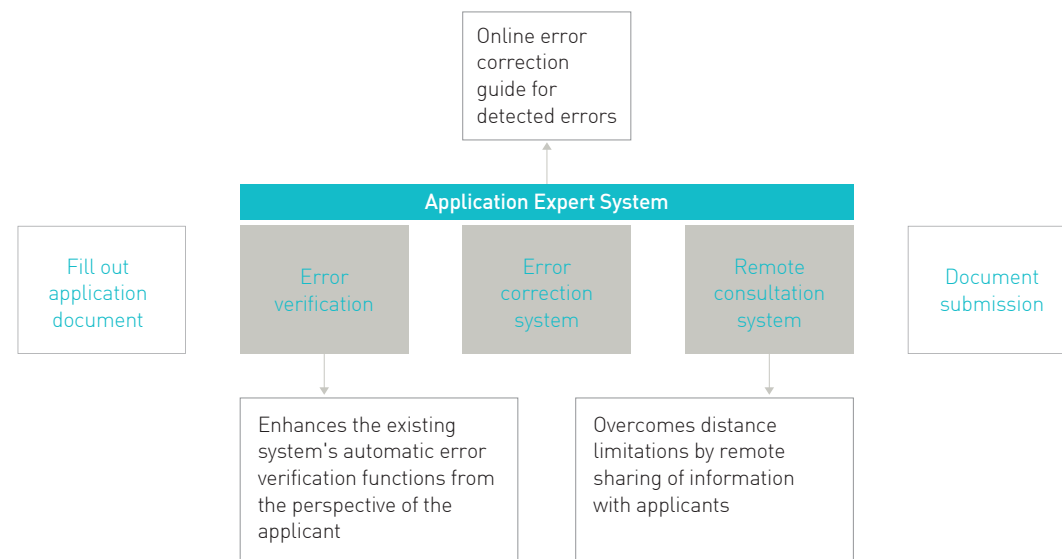 Online error
correction
guide for
detected errors
Application Expert System
Fill out
application
document
Error
verification
Error
correction
system
Remote
consultation
system
Document
submission
Enhances the existing
system's automatic error
verification functions from
the perspective of the
applicant
Overcomes distance
limitations by remote
sharing of information
with applicants